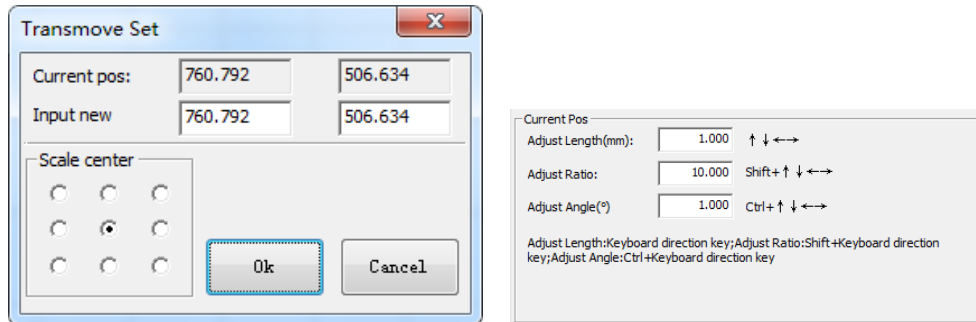 Transmove Set
Current pos: 760.792 506.634
Input new 760.792 506.634
Scale center
Ok Cancel
Current Pos
Adjust Length(mm): 1.000 ↑ ↓ ←→
Adjust Ratio: 10.000 Shift+↑ ↓ ←→
Adjust Angle(º) 1.000 Ctrl+↑ ↓ ←→
Adjust Length:Keyboard direction key;Adjust Ratio:Shift+Keyboard direction
key;Adjust Angle:Ctrl+Keyboard direction key